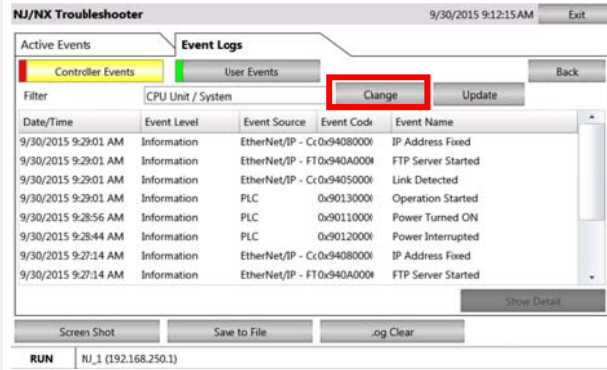 NJ/NX Troubleshooter 9/30/2015 9:12:15 AM Exit
Active Events Event Logs
Controller Events User Events Back
Filter CPU Unit / System Change Update
Date/Time Event Level Event Source Event Code Event Name
9/30/2015 9:29:01 AM Information EtherNet/IP - Cc 0x94080000 IP Address Fixed
9/30/2015 9:29:01 AM Information EtherNet/IP - FT 0x940A0000 FTP Server Started
9/30/2015 9:29:01 AM Information EtherNet/IP - Cc 0x94050000 Link Detected
9/30/2015 9:29:01 AM Information PLC 0x90130000 Operation Started
9/30/2015 9:28:56 AM Information PLC 0x90110000 Power Turned ON
9/30/2015 9:28:44 AM Information PLC 0x90120000 Power Interrupted
9/30/2015 9:27:14 AM Information EtherNet/IP - Cc 0x94080000 IP Address Fixed
9/30/2015 9:27:14 AM Information EtherNet/IP - FT 0x940A0000 FTP Server Started
Show Detail
Screen Shot Save to File Log Clear
RUN NJ_1 (192.168.250.1)